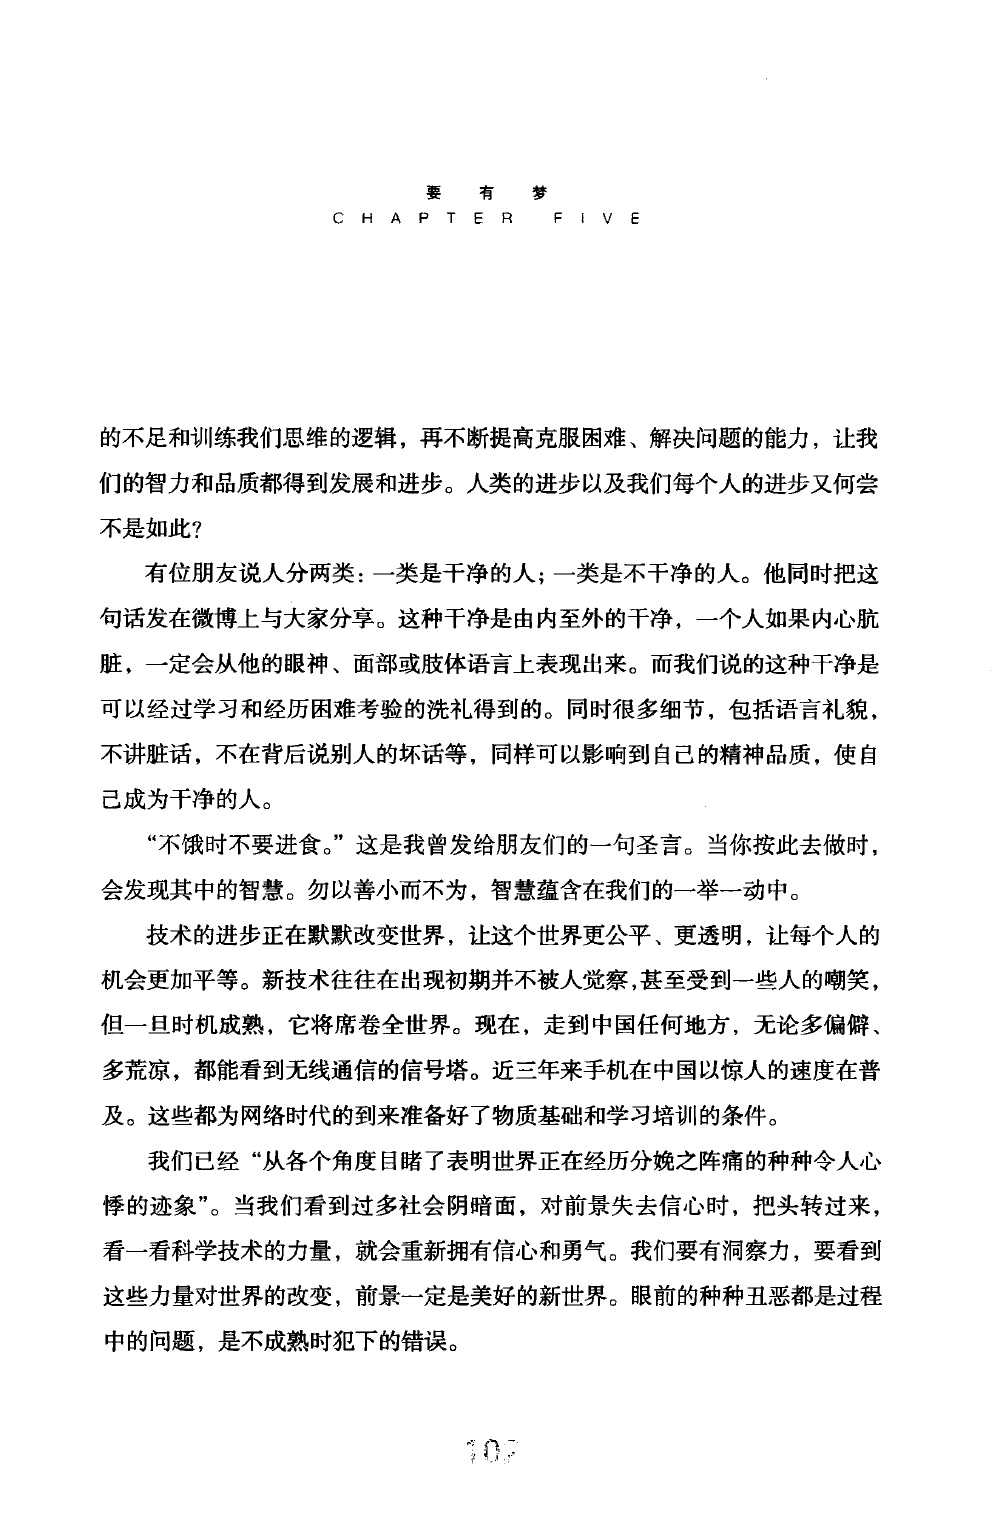 要有梦
CHAPTER FIVE
的不足和训练我们思维的逻辑，再不断提高克服困难、解决问题的能力，让我
们的智力和品质都得到发展和进步。人类的进步以及我们每个人的进步又何尝
不是如此？
有位朋友说人分两类：一类是干净的人；一类是不干净的人。他同时把这
句话发在微博上与大家分享。这种干净是由内至外的干净，一个人如果内心肮
脏，一定会从他的眼神、面部或肢体语言上表现出来。而我们说的这种干净是
可以经过学习和经历困难考验的洗礼得到的。同时很多细节，包括语言礼貌，
不讲脏话，不在背后说别人的坏话等，同样可以影响到自己的精神品质，使自
己成为干净的人。
“不饿时不要进食。”这是我曾发给朋友们的一句圣言。当你按此去做时，
会发现其中的智慧。勿以善小而不为，智慧蕴含在我们的一举一动中。
技术的进步正在默默改变世界，让这个世界更公平、更透明，让每个人的
机会更加平等。新技术往往在出现初期并不被人觉察，甚至受到一些人的嘲笑，
但一旦时机成熟，它将席卷全世界。现在，走到中国任何地方，无论多偏僻、
多荒凉，都能看到无线通信的信号塔。近三年来手机在中国以惊人的速度在普
及。这些都为网络时代的到来准备好了物质基础和学习培训的条件。
我们已经“从各个角度目睹了表明世界正在经历分娩之阵痛的种种令人心
悸的迹象”。当我们看到过多社会阴暗面，对前景失去信心时，把头转过来，
看一看科学技术的力量，就会重新拥有信心和勇气。我们要有洞察力，要看到
这些力量对世界的改变，前景一定是美好的新世界。眼前的种种丑恶都是过程
中的问题，是不成熟时犯下的错误。
102